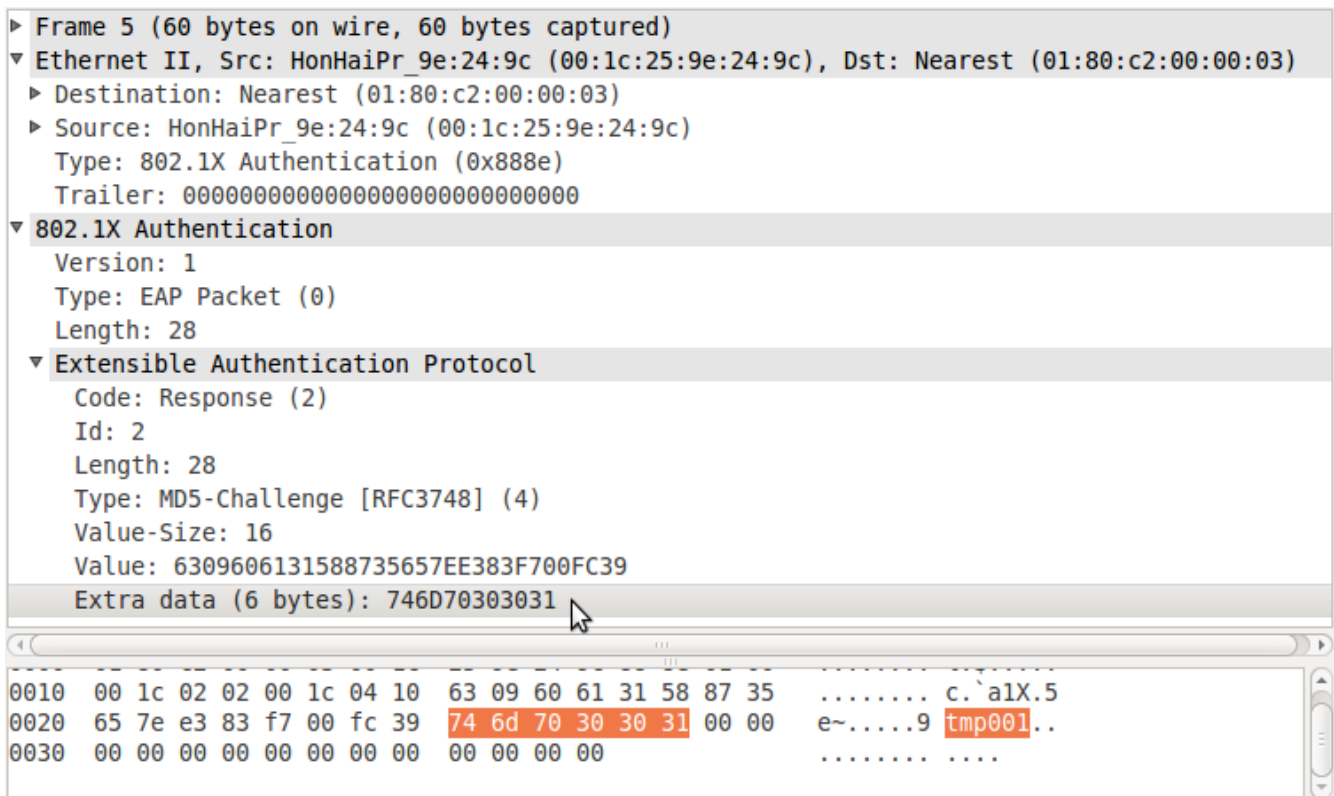 Frame 5 (60 bytes on wire, 60 bytes captured)
Ethernet II, Src: HonHaiPr_9e:24:9c (00:1c:25:9e:24:9c), Dst: Nearest (01:80:c2:00:00:03)
Destination: Nearest (01:80:c2:00:00:03)
Source: HonHaiPr_9e:24:9c (00:1c:25:9e:24:9c)
Type: 802.1X Authentication (0x888e)
Trailer: 0000000000000000000000000000
802.1X Authentication
Version: 1
Type: EAP Packet (0)
Length: 28
Extensible Authentication Protocol
Code: Response (2)
Id: 2
Length: 28
Type: MD5-Challenge [RFC3748] (4)
Value-Size: 16
Value: 6309606131588735657EE383F700FC39
Extra data (6 bytes): 746D70303031
0010 00 1c 02 02 00 1c 04 10 63 09 60 61 31 58 87 35 ........ c.`a1X.5
0020 65 7e e3 83 f7 00 fc 39 74 6d 70 30 30 31 00 00 e~.....9 tmp001..
0030 00 00 00 00 00 00 00 00 00 00 00 00 ........ ....